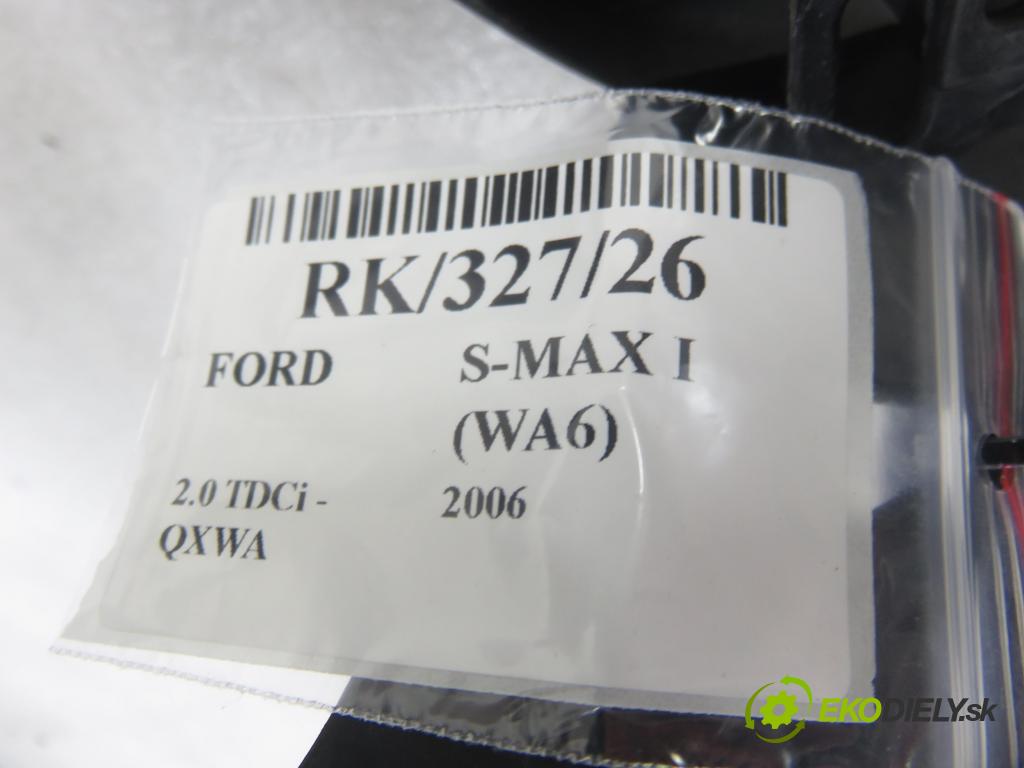 RK/327/26
FORD S-MAX I
(WA6)
2.0 TDCi - 2006
QXWA
EKODIELY.sk